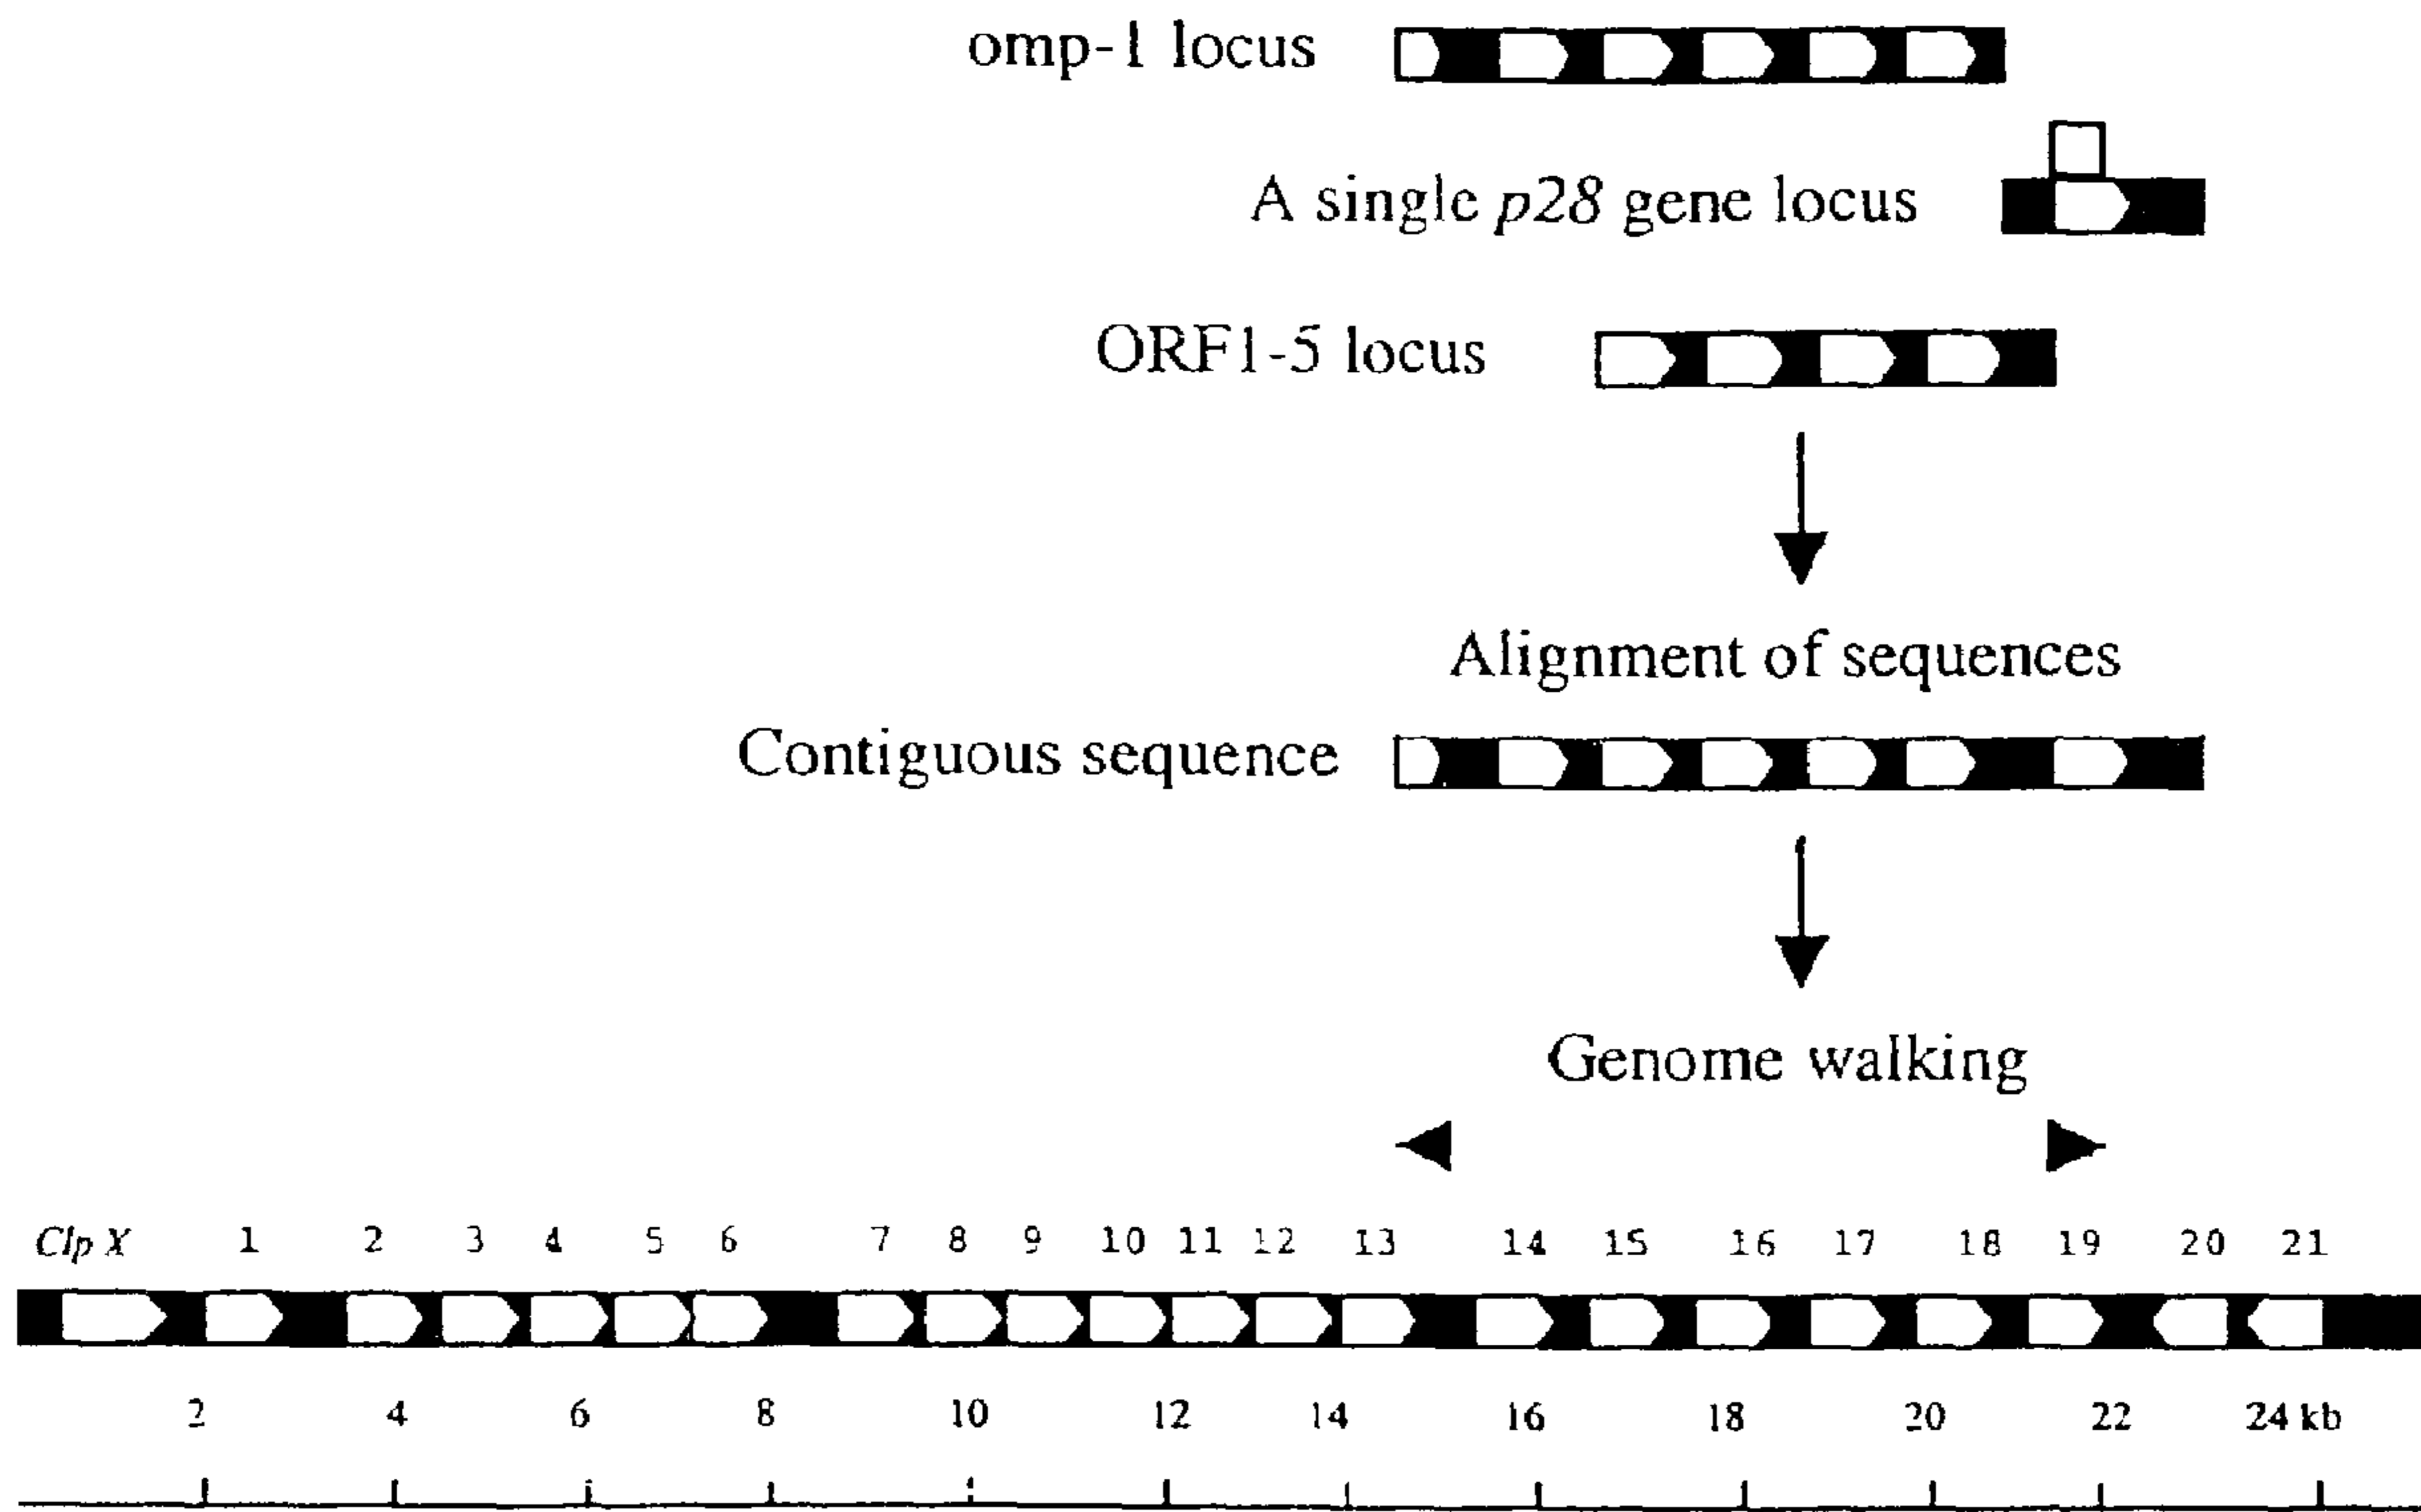 omp-1 locus
A single p28 gene locus
ORF1-5 locus
Alignment of sequences
Contiguous sequence
Genome walking
Clp X 1 2 3 4 5 6 7 8 9 10 11 12 13 14 15 16 17 18 19 20 21
2 4 6 8 10 12 14 16 18 20 22 24 kb